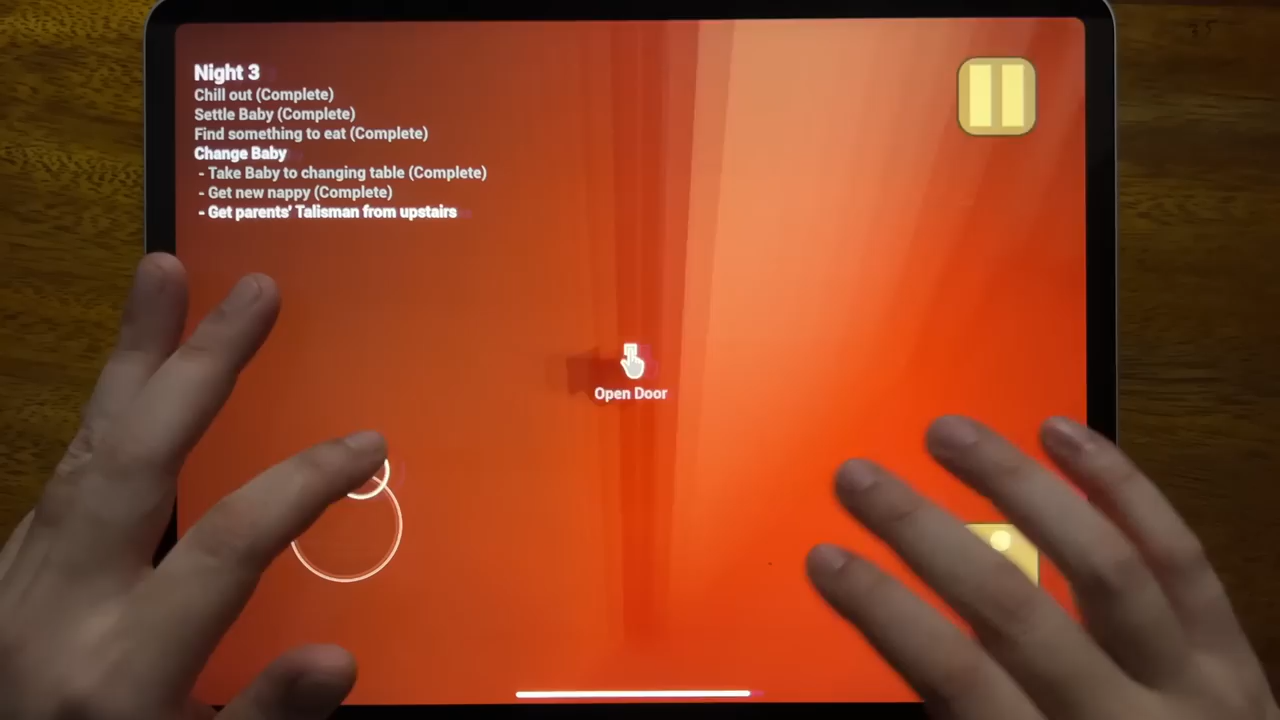 Night 3
Chill out (Complete)
Settle Baby (Complete)
Find something to eat (Complete)
Change Baby
- Take Baby to changing table (Complete)
- Get new nappy (Complete)
- Get parents' Talisman from upstairs
Open Door